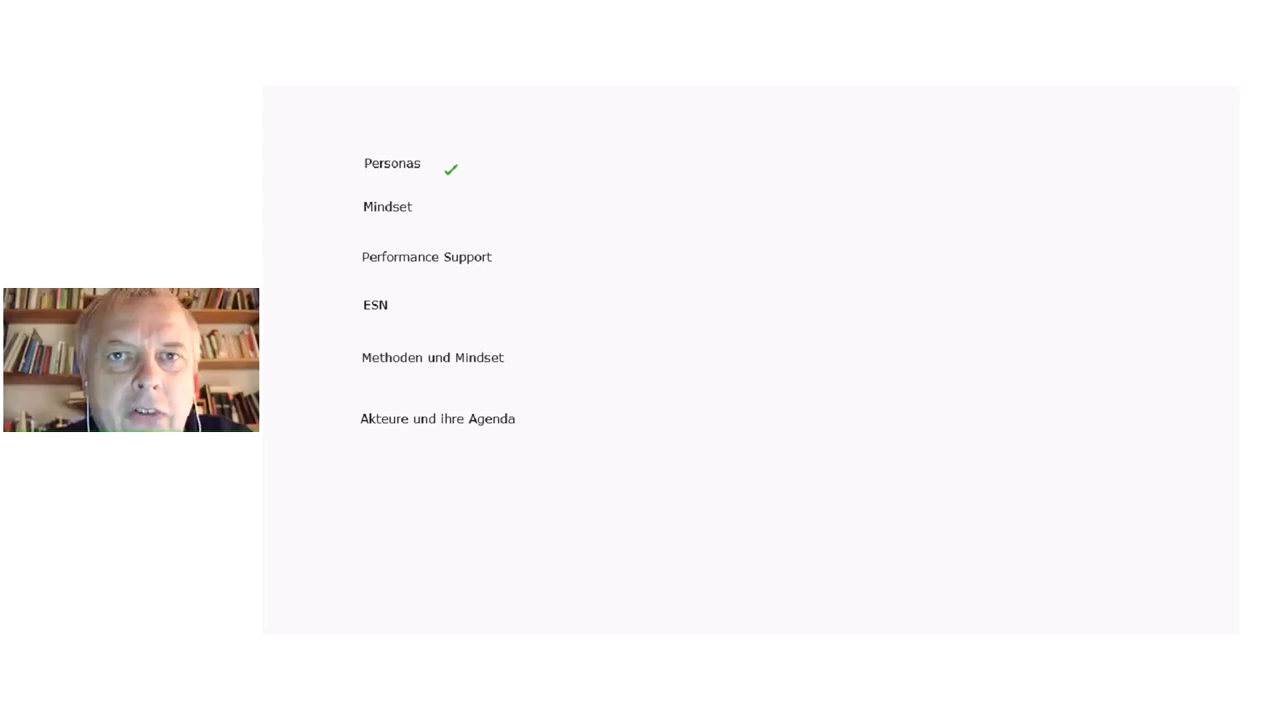 Personas
Mindset
Performance Support
ESN
Methoden und Mindset
Akteure und ihre Agenda